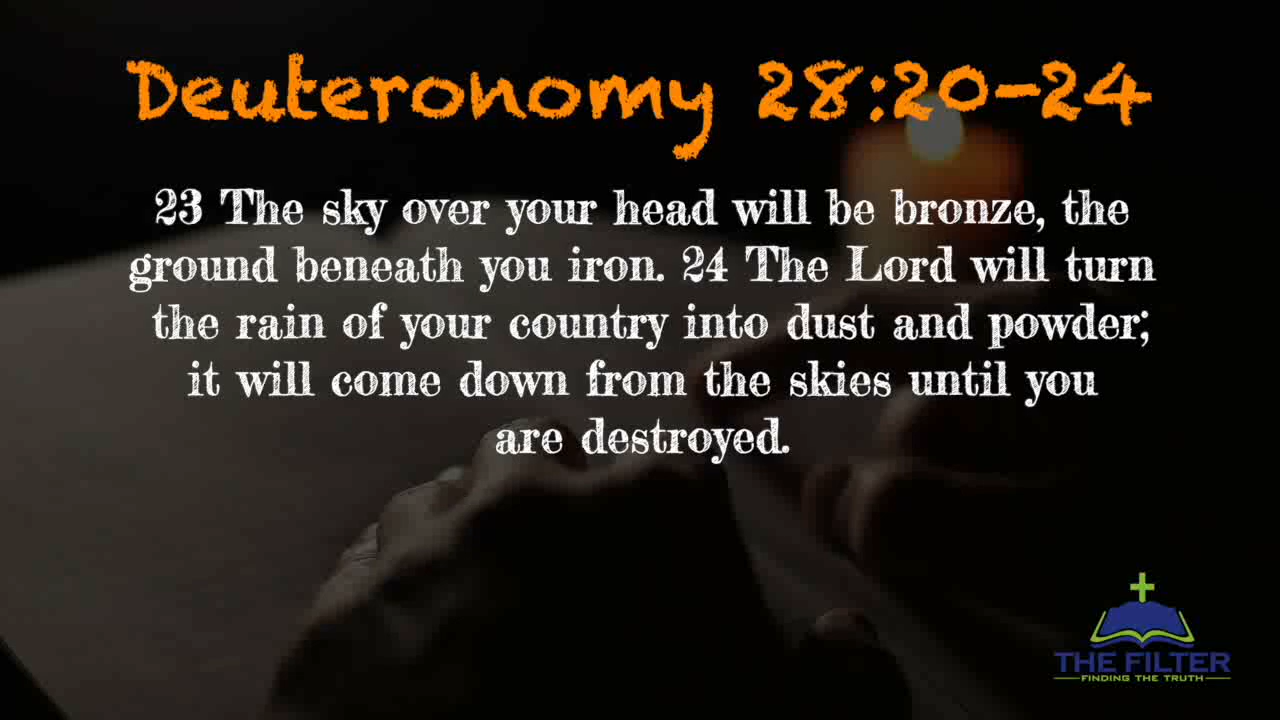 Deuteronomy 28:20-24
23 The sky over your head will be bronze, the
ground beneath you iron. 24 The Lord will turn
the rain of your country into dust and powder;
it will come down from the skies until you
are destroyed.
THE FILTER
FINDING THE TRUTH